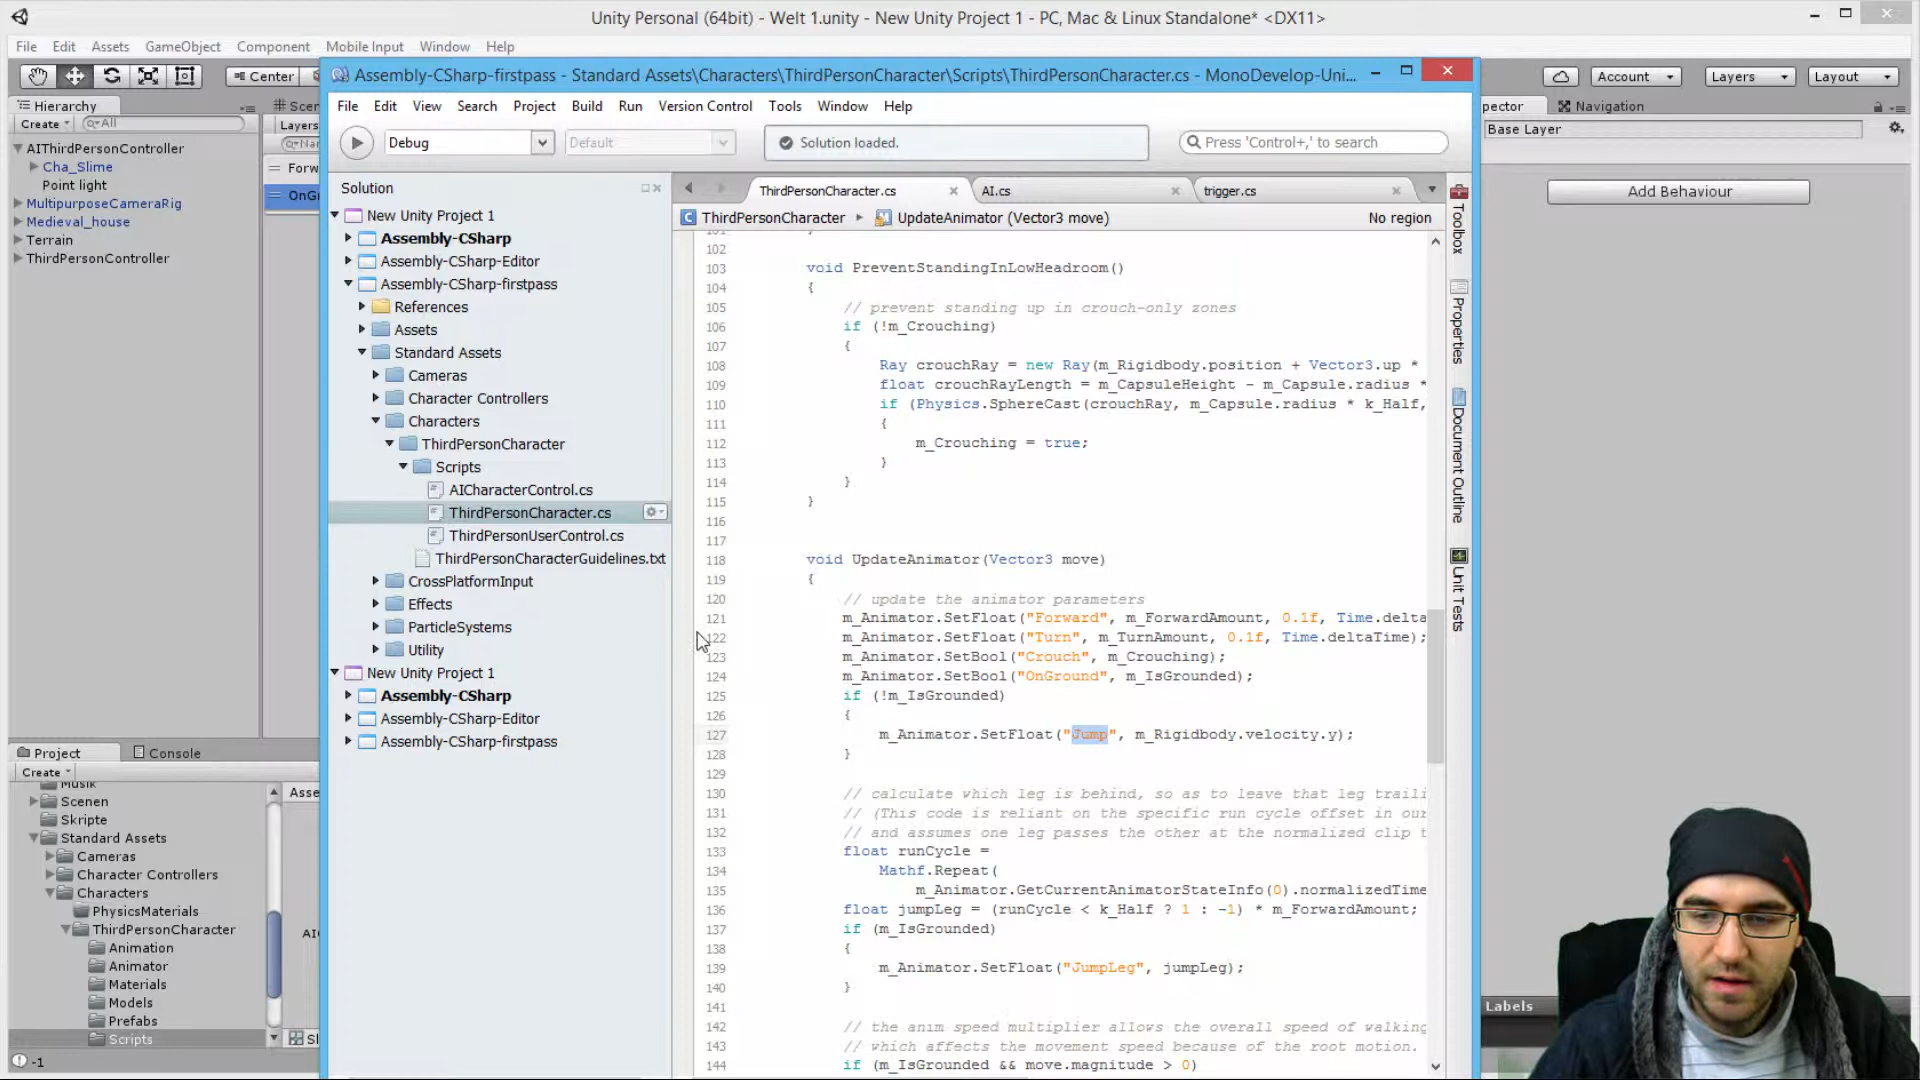 Unity Personal (64bit) - Welt 1.unity - New Unity Project 1 - PC, Mac & Linux Standalone* <DX11>
File Edit Assets GameObject Component Mobile Input Window Help
Center
Account Layers Layout
Hierarchy
Create All
AIThirdPersonController
Cha_Slime
Point light
MultipurposeCameraRig
Medieval_house
Terrain
ThirdPersonController
Layers
Navigation
Base Layer
Add Behaviour
Assembly-CSharp-firstpass - Standard Assets\Characters\ThirdPersonCharacter\Scripts\ThirdPersonCharacter.cs - MonoDevelop-Uni...
File Edit View Search Project Build Run Version Control Tools Window Help
Debug Default Solution loaded. Press 'Control+,' to search
Solution
New Unity Project 1
Assembly-CSharp
Assembly-CSharp-Editor
Assembly-CSharp-firstpass
References
Assets
Standard Assets
Cameras
Character Controllers
Characters
ThirdPersonCharacter
Scripts
AICharacterControl.cs
ThirdPersonCharacter.cs
ThirdPersonUserControl.cs
ThirdPersonCharacterGuidelines.txt
CrossPlatformInput
Effects
ParticleSystems
Utility
New Unity Project 1
Assembly-CSharp
Assembly-CSharp-Editor
Assembly-CSharp-firstpass
ThirdPersonCharacter.cs AI.cs trigger.cs
ThirdPersonCharacter UpdateAnimator (Vector3 move) No region
102
103 void PreventStandingInLowHeadroom()
104 {
105 // prevent standing up in crouch-only zones
106 if (!m_Crouching)
107 {
108 Ray crouchRay = new Ray(m_Rigidbody.position + Vector3.up *
109 float crouchRayLength = m_CapsuleHeight - m_Capsule.radius *
110 if (Physics.SphereCast(crouchRay, m_Capsule.radius * k_Half,
111 {
112 m_Crouching = true;
113 }
114 }
115 }
116
117
118 void UpdateAnimator(Vector3 move)
119 {
120 // update the animator parameters
121 m_Animator.SetFloat("Forward", m_ForwardAmount, 0.1f, Time.delta
122 m_Animator.SetFloat("Turn", m_TurnAmount, 0.1f, Time.deltaTime);
123 m_Animator.SetBool("Crouch", m_Crouching);
124 m_Animator.SetBool("OnGround", m_IsGrounded);
125 if (!m_IsGrounded)
126 {
127 m_Animator.SetFloat("Jump", m_Rigidbody.velocity.y);
128 }
129
130 // calculate which leg is behind, so as to leave that leg traili
131 // (This code is reliant on the specific run cycle offset in our
132 // and assumes one leg passes the other at the normalized clip t
133 float runCycle =
134 Mathf.Repeat(
135 m_Animator.GetCurrentAnimatorStateInfo(0).normalizedTime
136 float jumpLeg = (runCycle < k_Half ? 1 : -1) * m_ForwardAmount;
137 if (m_IsGrounded)
138 {
139 m_Animator.SetFloat("JumpLeg", jumpLeg);
140 }
141
142 // the anim speed multiplier allows the overall speed of walking
143 // which affects the movement speed because of the root motion.
144 if (m_IsGrounded && move.magnitude > 0)
Toolbox
Properties
Document Outline
Unit Tests
Project Console
Create
Musik
Scenen
Skripte
Standard Assets
Cameras
Character Controllers
Characters
PhysicsMaterials
ThirdPersonCharacter
Animation
Animator
Materials
Models
Prefabs
Scripts
-1
Labels